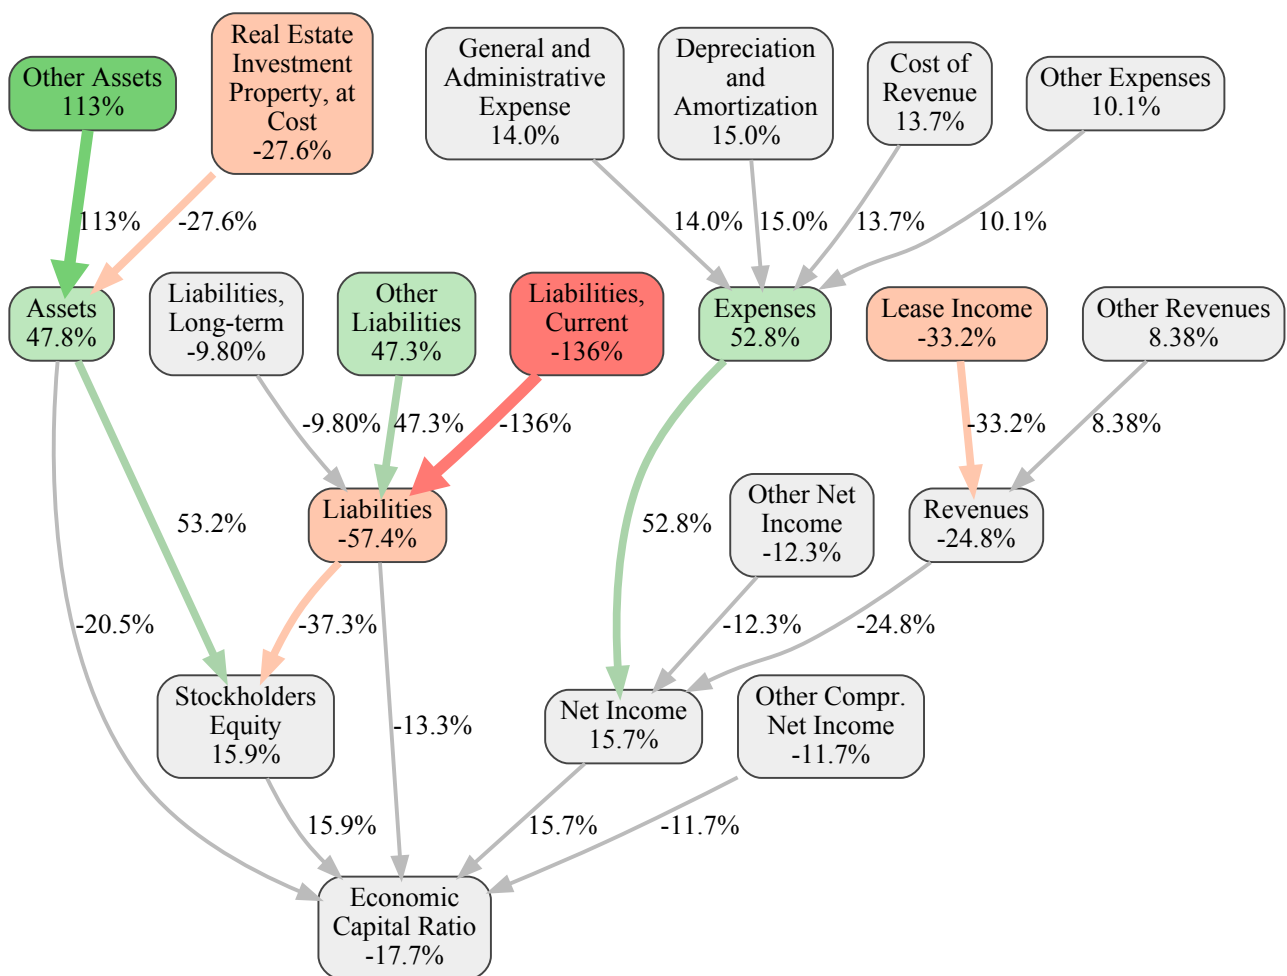 Other Assets
113%
Real Estate
Investment
Property, at
Cost
-27.6%
General and
Administrative
Expense
14.0%
Depreciation
and
Amortization
15.0%
Cost of
Revenue
13.7%
Other Expenses
10.1%
113%
-27.6%
14.0%
15.0%
13.7%
10.1%
Assets
47.8%
Liabilities,
Long-term
-9.80%
Other
Liabilities
47.3%
Liabilities,
Current
-136%
Expenses
52.8%
Lease Income
-33.2%
Other Revenues
8.38%
-9.80%
47.3%
-136%
-33.2%
8.38%
53.2%
Liabilities
-57.4%
52.8%
Other Net
Income
-12.3%
Revenues
-24.8%
-20.5%
-37.3%
-12.3%
-24.8%
Stockholders
Equity
15.9%
-13.3%
Net Income
15.7%
Other Compr.
Net Income
-11.7%
15.9%
15.7%
-11.7%
Economic
Capital Ratio
-17.7%